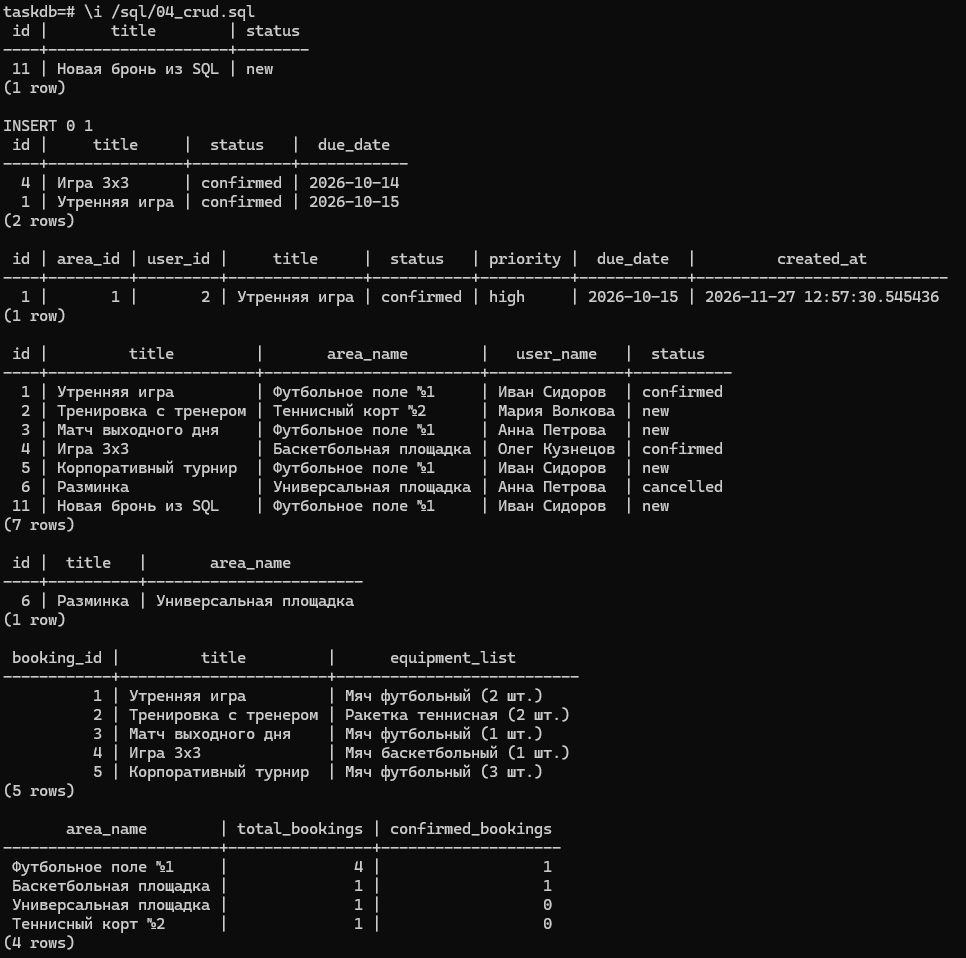 taskdb=# \i /sql/04_crud.sql
 id |       title        | status
----+--------------------+--------
 11 | Новая бронь из SQL | new
(1 row)

INSERT 0 1
 id |     title     |  status   |  due_date
----+---------------+-----------+------------
  4 | Игра 3x3      | confirmed | 2026-10-14
  1 | Утренняя игра | confirmed | 2026-10-15
(2 rows)

 id | area_id | user_id |     title     |  status   | priority |  due_date  |         created_at
----+---------+---------+---------------+-----------+----------+------------+----------------------------
  1 |       1 |       2 | Утренняя игра | confirmed | high     | 2026-10-15 | 2026-11-27 12:57:30.545436
(1 row)

 id |         title         |       area_name        |   user_name   |  status
----+-----------------------+------------------------+---------------+-----------
  1 | Утренняя игра         | Футбольное поле №1     | Иван Сидоров  | confirmed
  2 | Тренировка с тренером | Теннисный корт №2      | Мария Волкова | new
  3 | Матч выходного дня    | Футбольное поле №1     | Анна Петрова  | new
  4 | Игра 3x3              | Баскетбольная площадка | Олег Кузнецов | confirmed
  5 | Корпоративный турнир  | Футбольное поле №1     | Иван Сидоров  | new
  6 | Разминка              | Универсальная площадка | Анна Петрова  | cancelled
 11 | Новая бронь из SQL    | Футбольное поле №1     | Иван Сидоров  | new
(7 rows)

 id |  title   |       area_name
----+----------+------------------------
  6 | Разминка | Универсальная площадка
(1 row)

 booking_id |         title         |      equipment_list
------------+-----------------------+---------------------------
          1 | Утренняя игра         | Мяч футбольный (2 шт.)
          2 | Тренировка с тренером | Ракетка теннисная (2 шт.)
          3 | Матч выходного дня    | Мяч футбольный (1 шт.)
          4 | Игра 3x3              | Мяч баскетбольный (1 шт.)
          5 | Корпоративный турнир  | Мяч футбольный (3 шт.)
(5 rows)

       area_name        | total_bookings | confirmed_bookings
------------------------+----------------+--------------------
 Футбольное поле №1     |              4 |                  1
 Баскетбольная площадка |              1 |                  1
 Универсальная площадка |              1 |                  0
 Теннисный корт №2      |              1 |                  0
(4 rows)